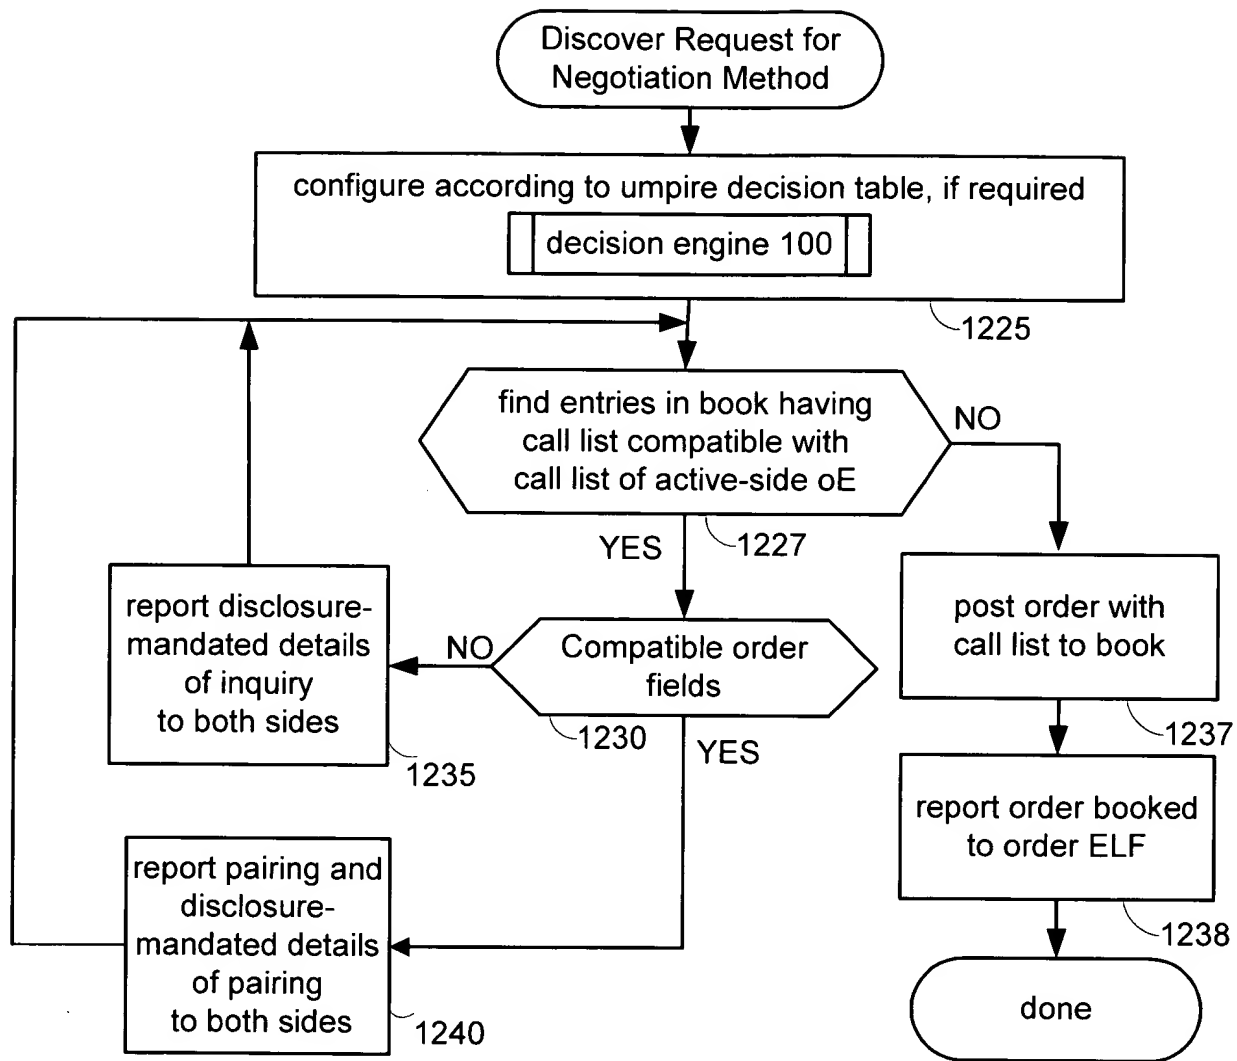 Discover Request for
Negotiation Method
configure according to umpire decision table, if required
decision engine 100
1225
find entries in book having
call list compatible with
call list of active-side oE
NO
YES
1227
report disclosure-
mandated details
of inquiry
to both sides
1235
NO
Compatible order
fields
1230
YES
post order with
call list to book
1237
report order booked
to order ELF
1238
report pairing and
disclosure-
mandated details
of pairing
to both sides
1240
done